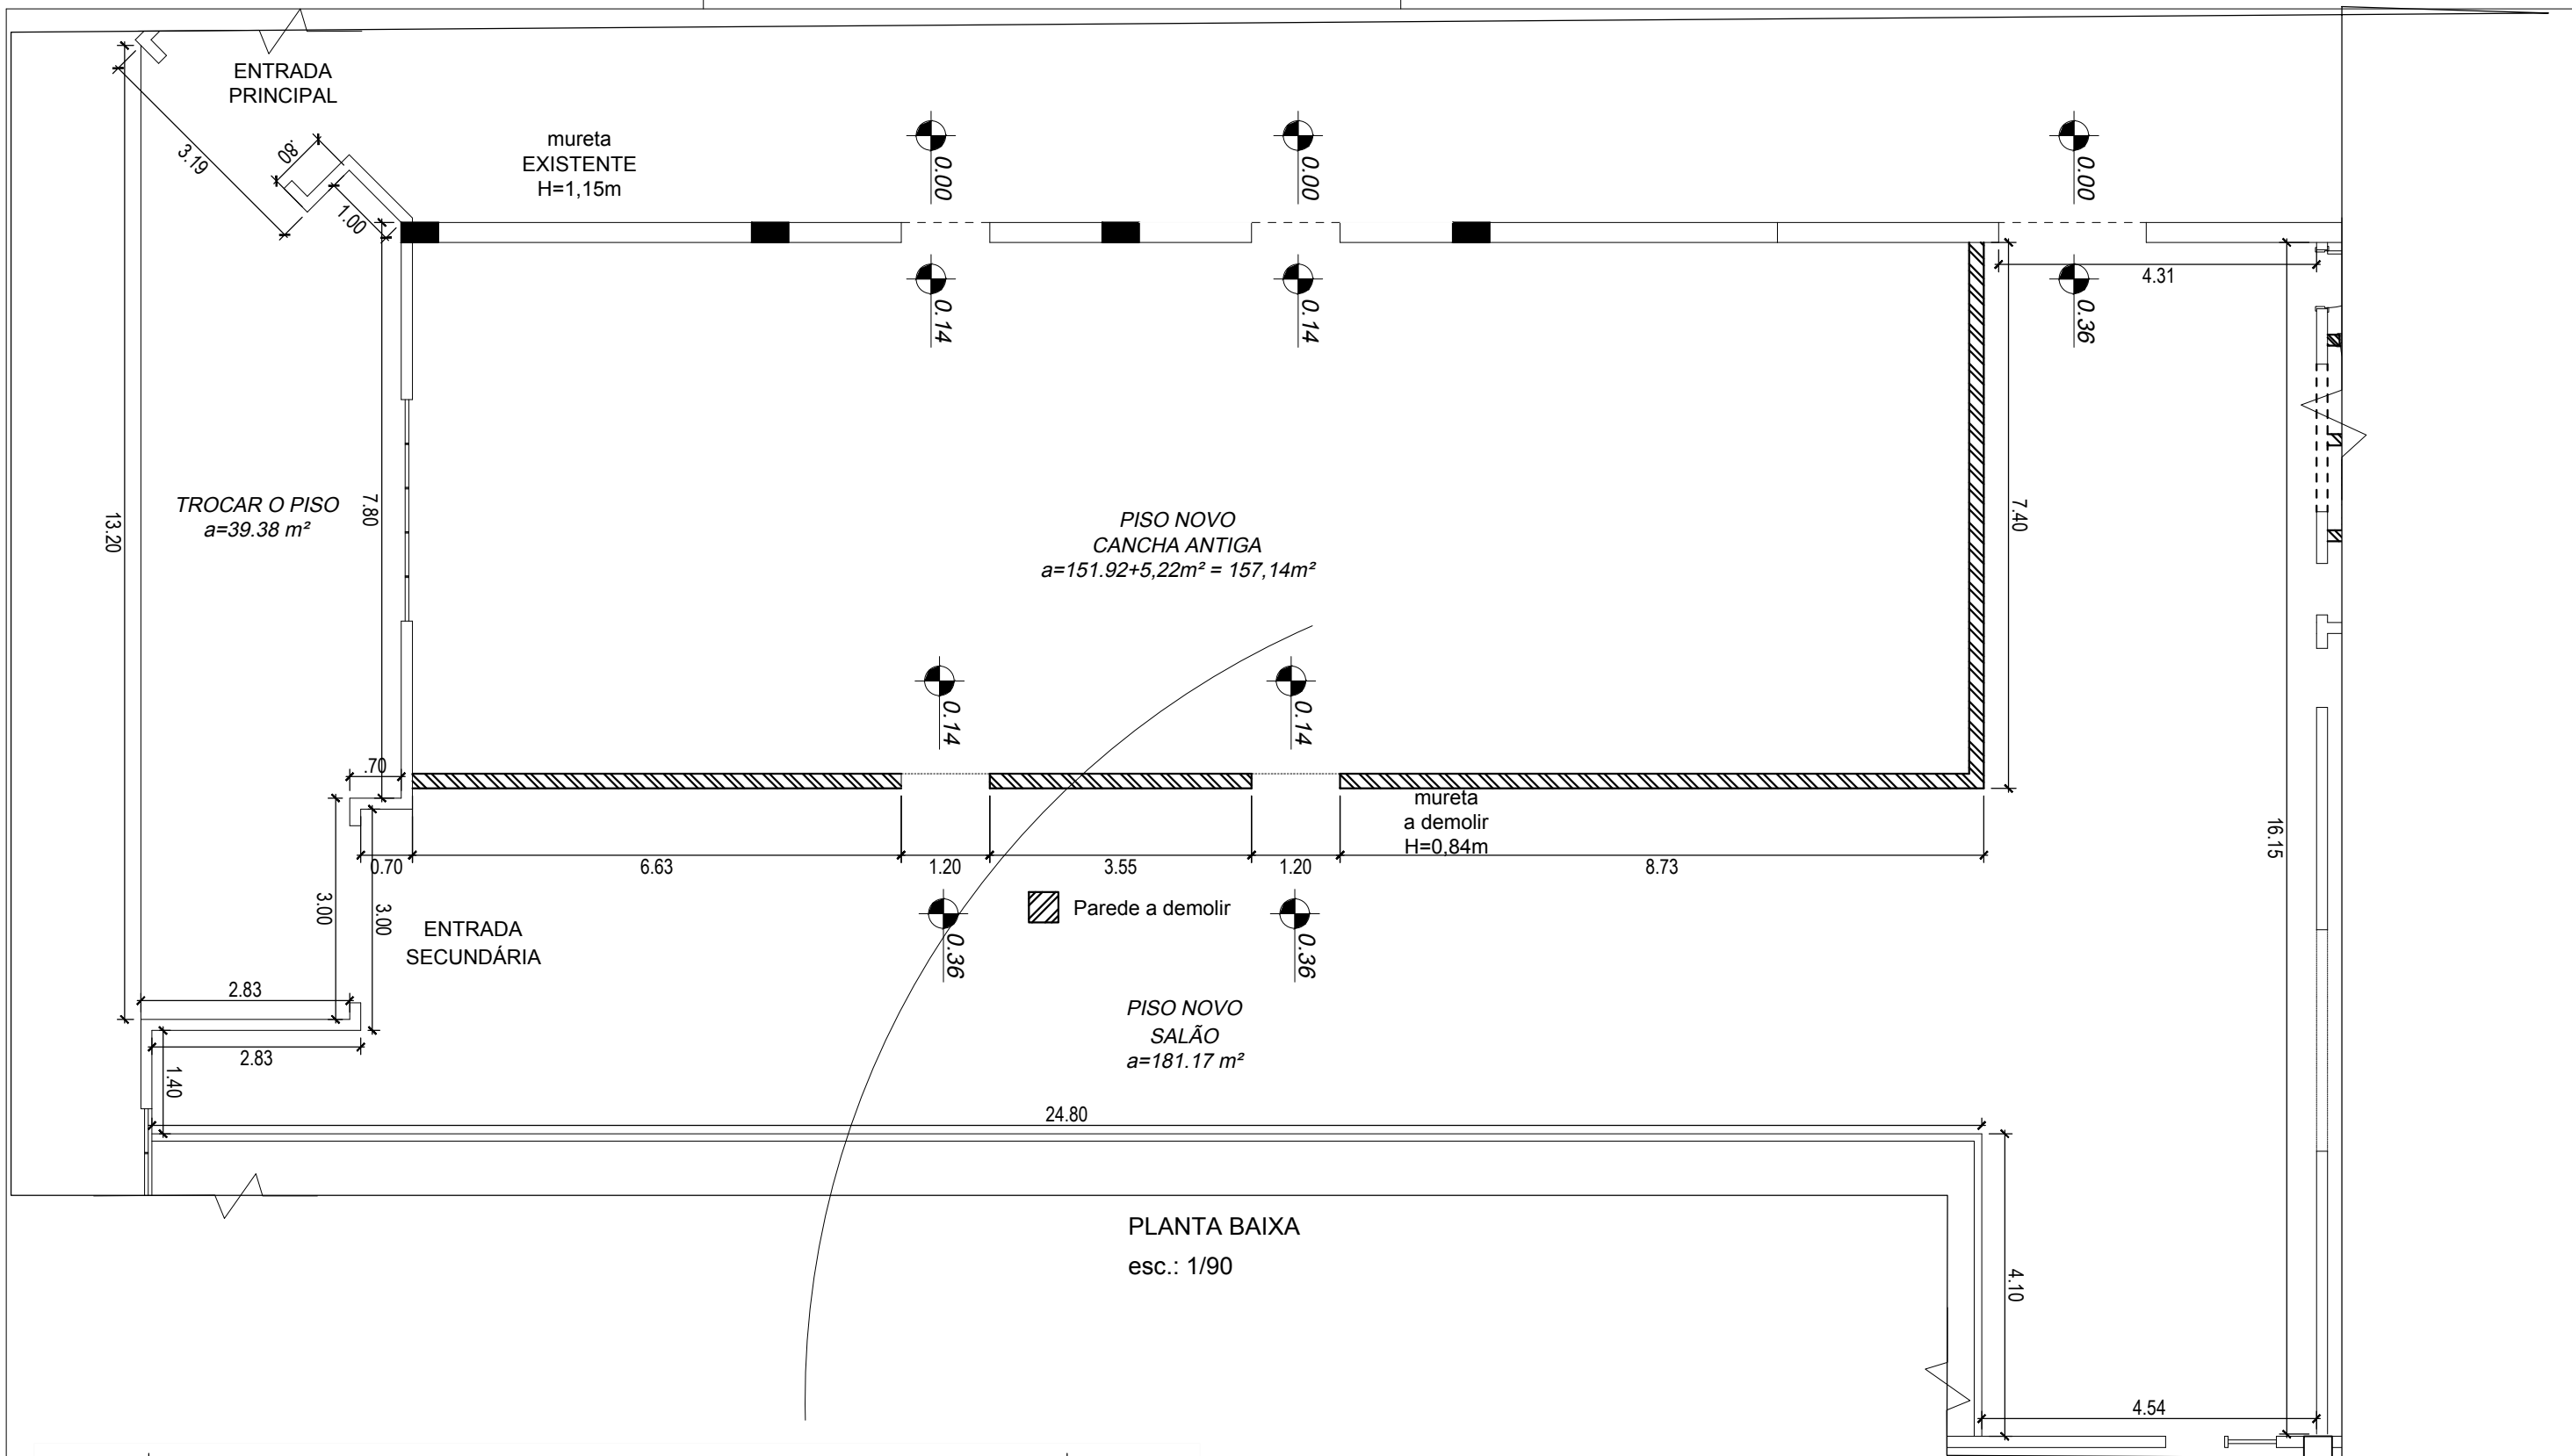 ENTRADA
PRINCIPAL
mureta
EXISTENTE
H=1,15m
3.19
.80
1.00
0.00
0.00
0.00
0.14
0.14
0.36
4.31
TROCAR O PISO
a=39.38 m²
13.20
7.80
PISO NOVO
CANCHA ANTIGA
a=151.92+5,22m² = 157,14m²
7.40
0.14
0.14
.70
mureta
a demolir
H=0,84m
16.15
0.70
6.63
1.20
3.55
1.20
8.73
3.00
3.00
ENTRADA
SECUNDÁRIA
Parede a demolir
0.36
0.36
2.83
PISO NOVO
SALÃO
a=181.17 m²
2.83
1.40
24.80
PLANTA BAIXA
esc.: 1/90
4.10
4.54